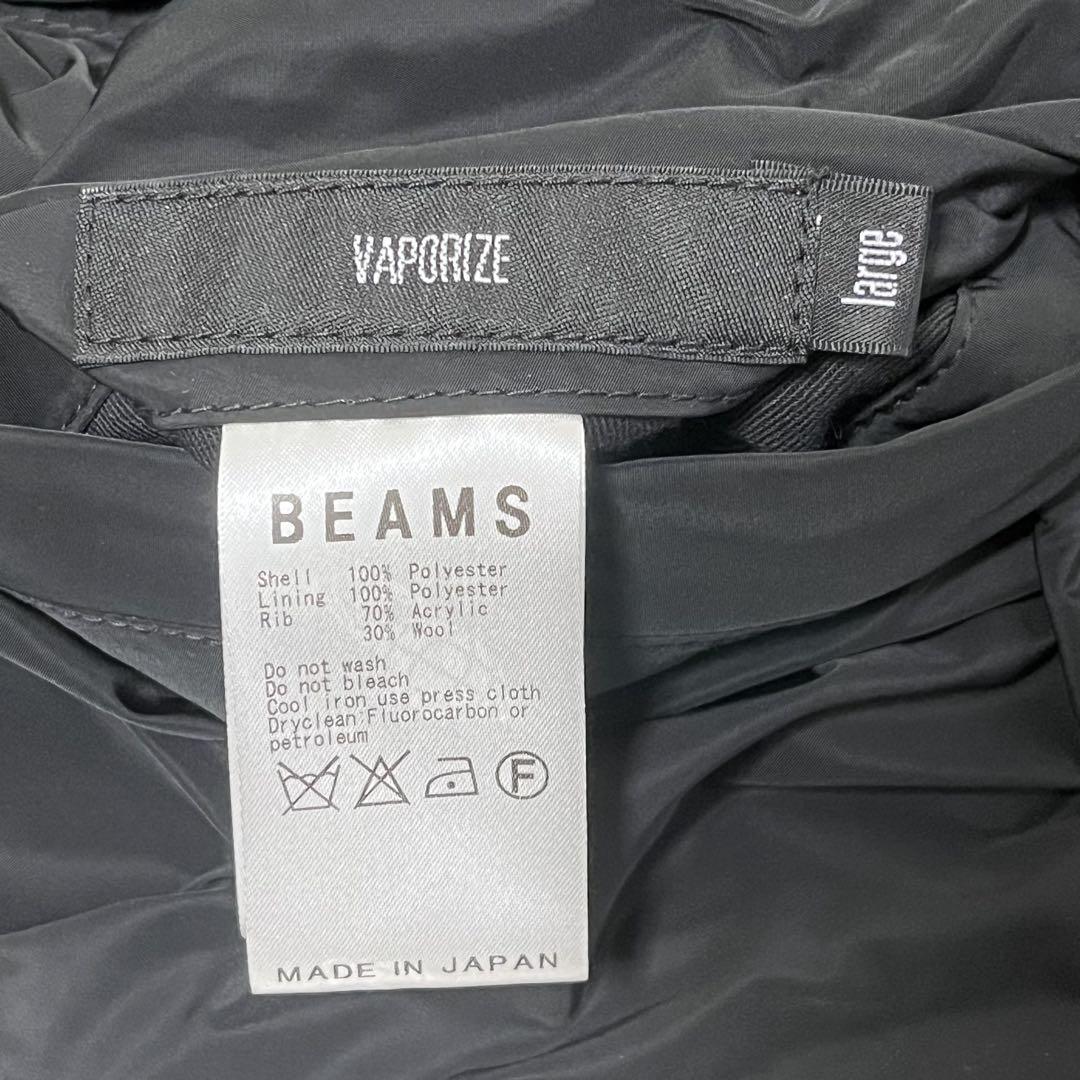 VAPORIZE
large
BEAMS
Shell 100% Polyester
Lining 100% Polyester
Rib 70% Acrylic
30% Wool
Do not wash
Do not bleach
Cool iron use press cloth
Dryclean:Fluorocarbon or
petroleum
F
MADE IN JAPAN